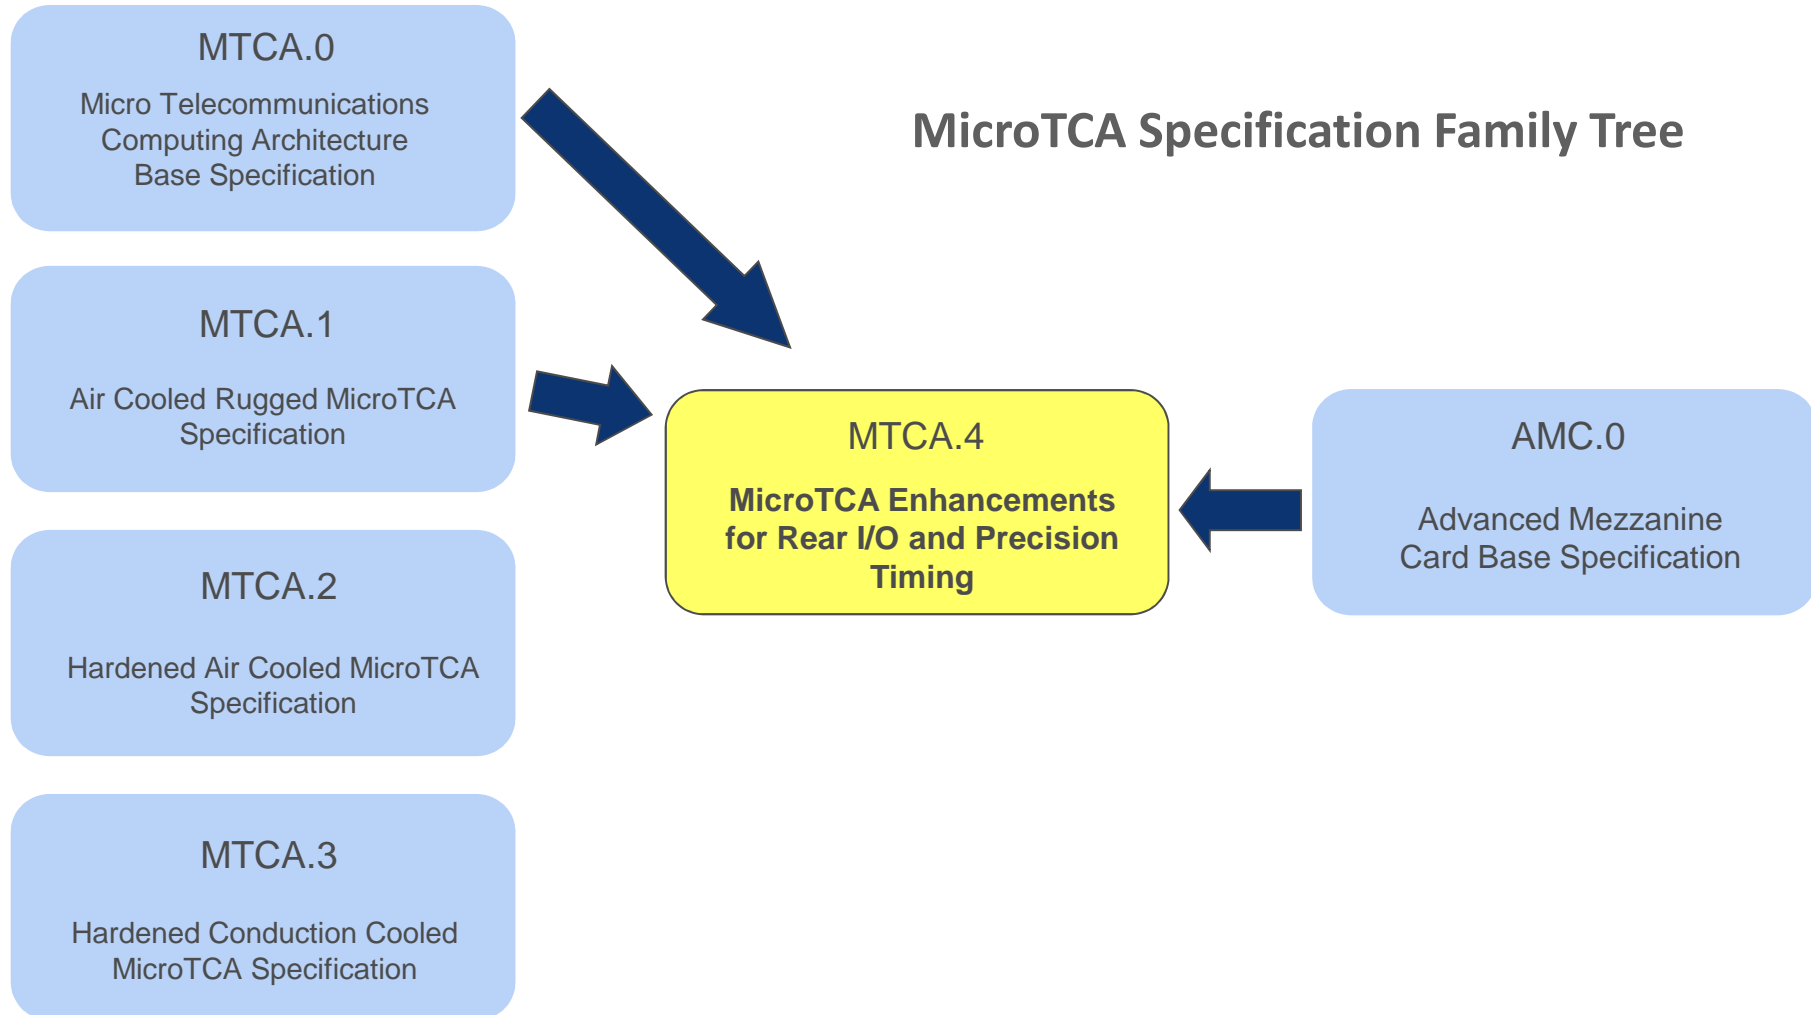 MTCA.0
Micro Telecommunications
Computing Architecture
Base Specification
MicroTCA Specification Family Tree
MTCA.1
Air Cooled Rugged MicroTCA
Specification
MTCA.4
MicroTCA Enhancements
for Rear I/O and Precision
Timing
AMC.0
Advanced Mezzanine
Card Base Specification
MTCA.2
Hardened Air Cooled MicroTCA
Specification
MTCA.3
Hardened Conduction Cooled
MicroTCA Specification